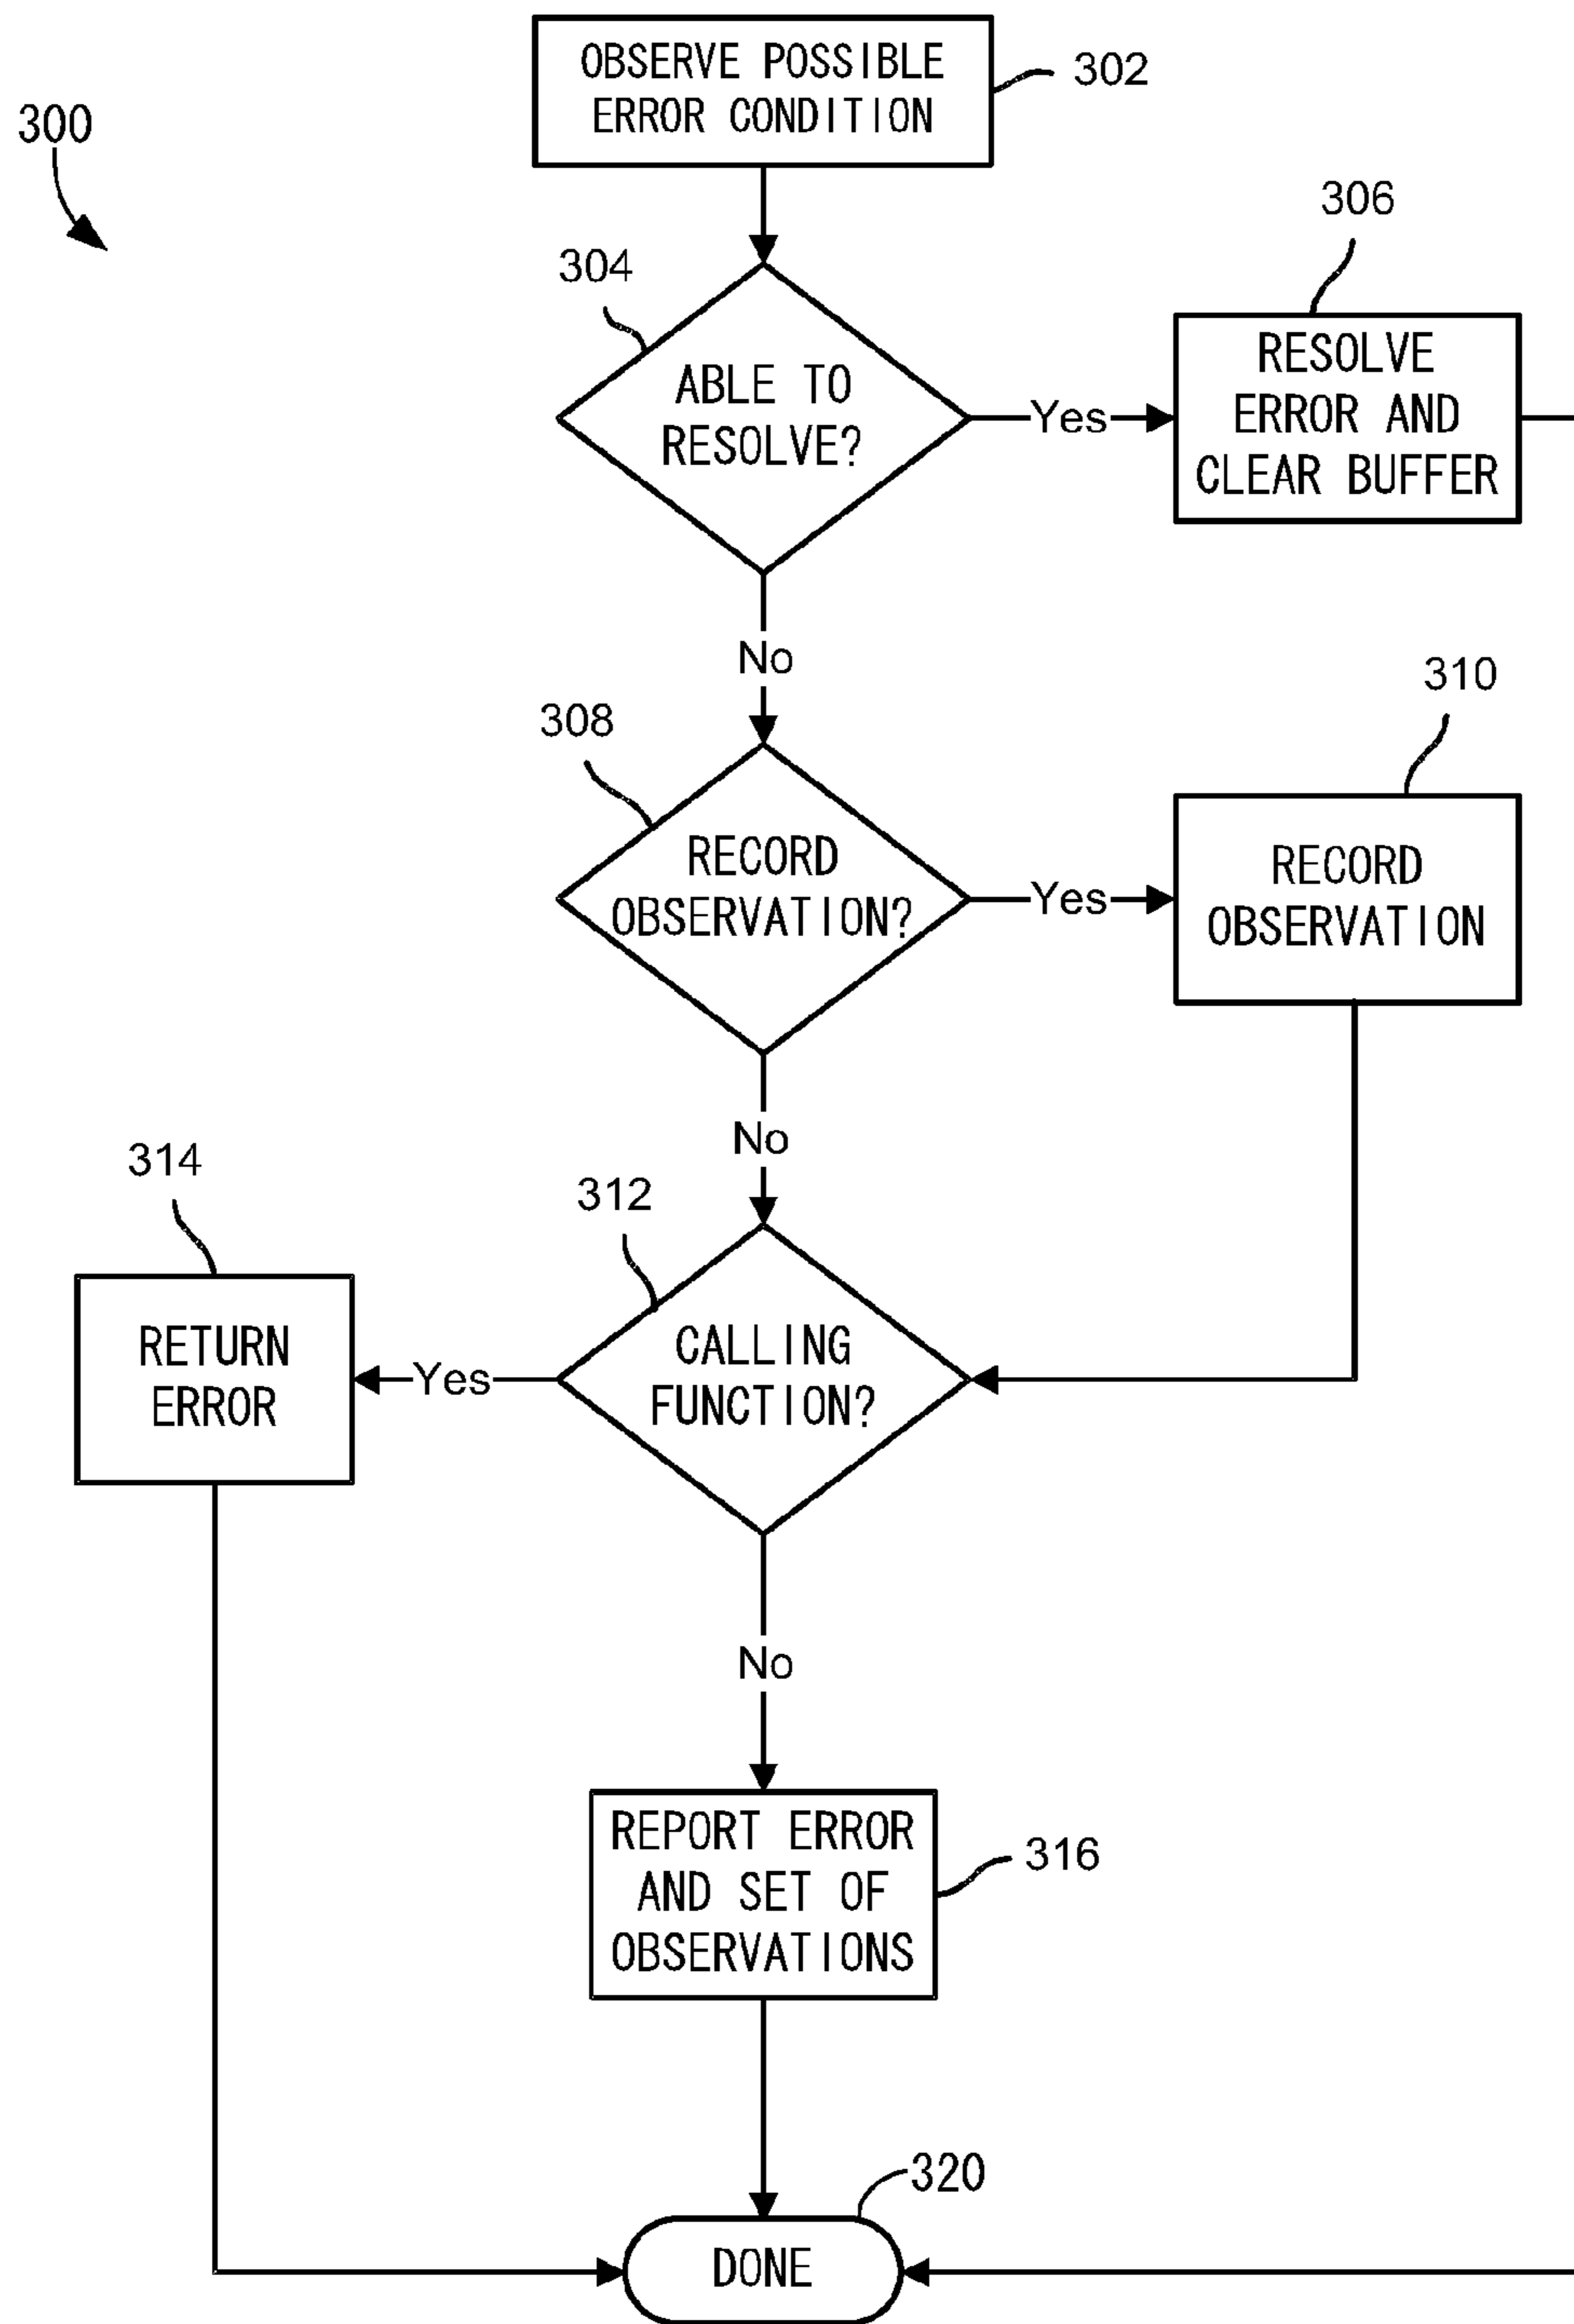 300
OBSERVE POSSIBLE
ERROR CONDITION
302
304
ABLE TO
RESOLVE?
Yes
306
RESOLVE
ERROR AND
CLEAR BUFFER
No
308
RECORD
OBSERVATION?
Yes
310
RECORD
OBSERVATION
No
312
CALLING
FUNCTION?
Yes
314
RETURN
ERROR
No
REPORT ERROR
AND SET OF
OBSERVATIONS
316
320
DONE